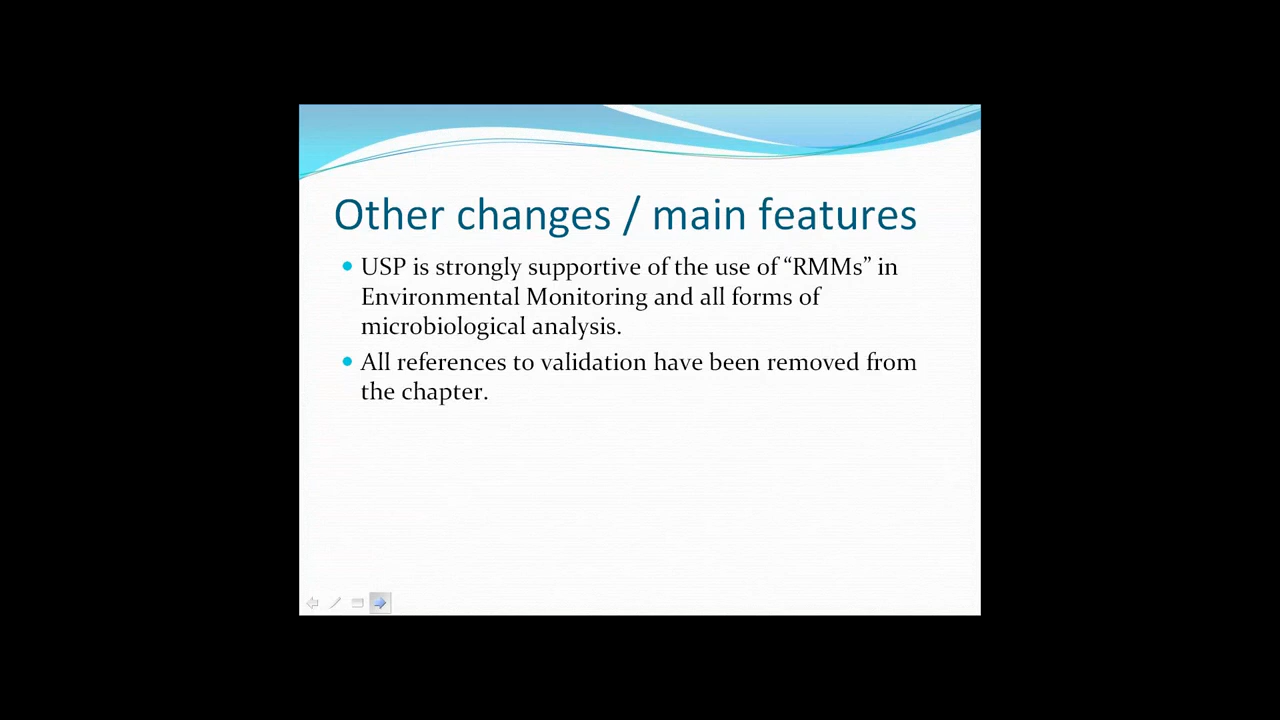 Other changes / main features
• USP is strongly supportive of the use of “RMMs” in
Environmental Monitoring and all forms of
microbiological analysis.
• All references to validation have been removed from
the chapter.